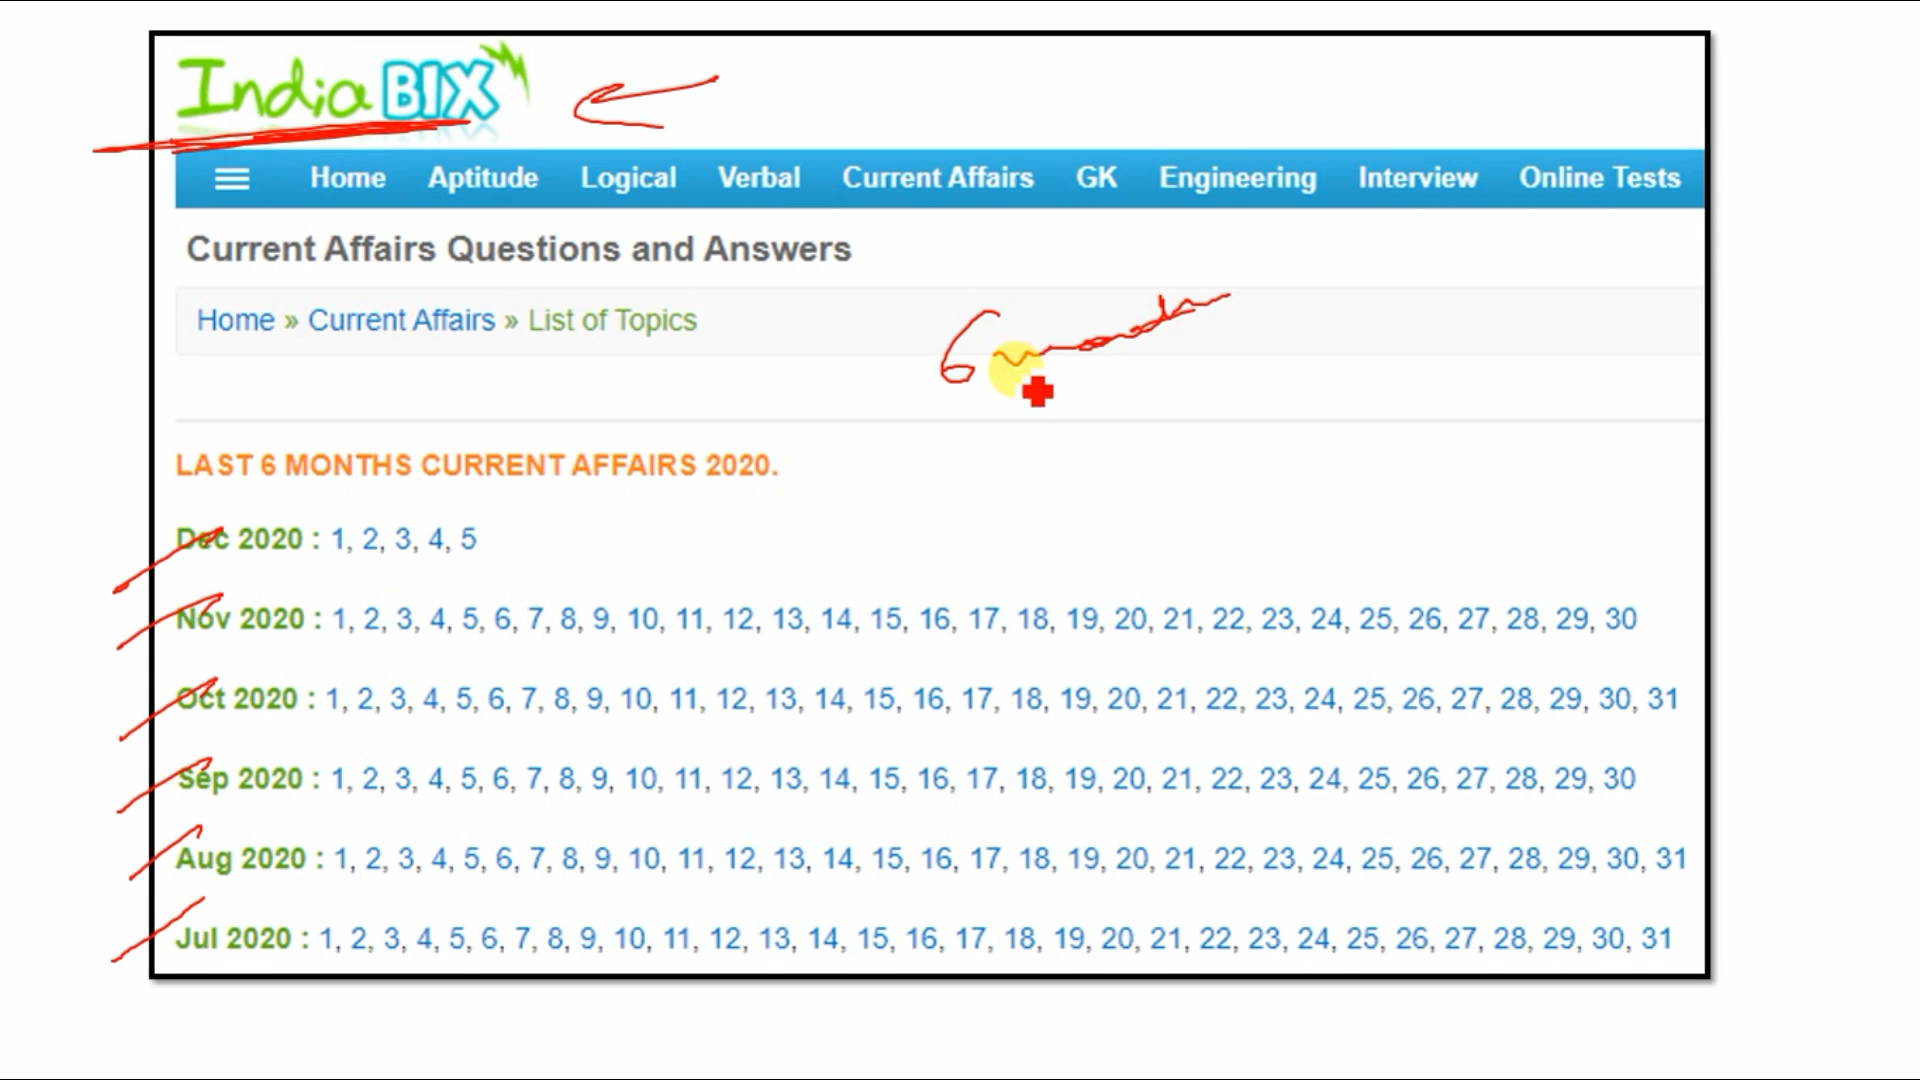 India BIX
Home Aptitude Logical Verbal Current Affairs GK Engineering Interview Online Tests
Current Affairs Questions and Answers
Home » Current Affairs » List of Topics
6
LAST 6 MONTHS CURRENT AFFAIRS 2020.
Dec 2020 : 1, 2, 3, 4, 5
Nov 2020 : 1, 2, 3, 4, 5, 6, 7, 8, 9, 10, 11, 12, 13, 14, 15, 16, 17, 18, 19, 20, 21, 22, 23, 24, 25, 26, 27, 28, 29, 30
Oct 2020 : 1, 2, 3, 4, 5, 6, 7, 8, 9, 10, 11, 12, 13, 14, 15, 16, 17, 18, 19, 20, 21, 22, 23, 24, 25, 26, 27, 28, 29, 30, 31
Sep 2020 : 1, 2, 3, 4, 5, 6, 7, 8, 9, 10, 11, 12, 13, 14, 15, 16, 17, 18, 19, 20, 21, 22, 23, 24, 25, 26, 27, 28, 29, 30
Aug 2020 : 1, 2, 3, 4, 5, 6, 7, 8, 9, 10, 11, 12, 13, 14, 15, 16, 17, 18, 19, 20, 21, 22, 23, 24, 25, 26, 27, 28, 29, 30, 31
Jul 2020 : 1, 2, 3, 4, 5, 6, 7, 8, 9, 10, 11, 12, 13, 14, 15, 16, 17, 18, 19, 20, 21, 22, 23, 24, 25, 26, 27, 28, 29, 30, 31